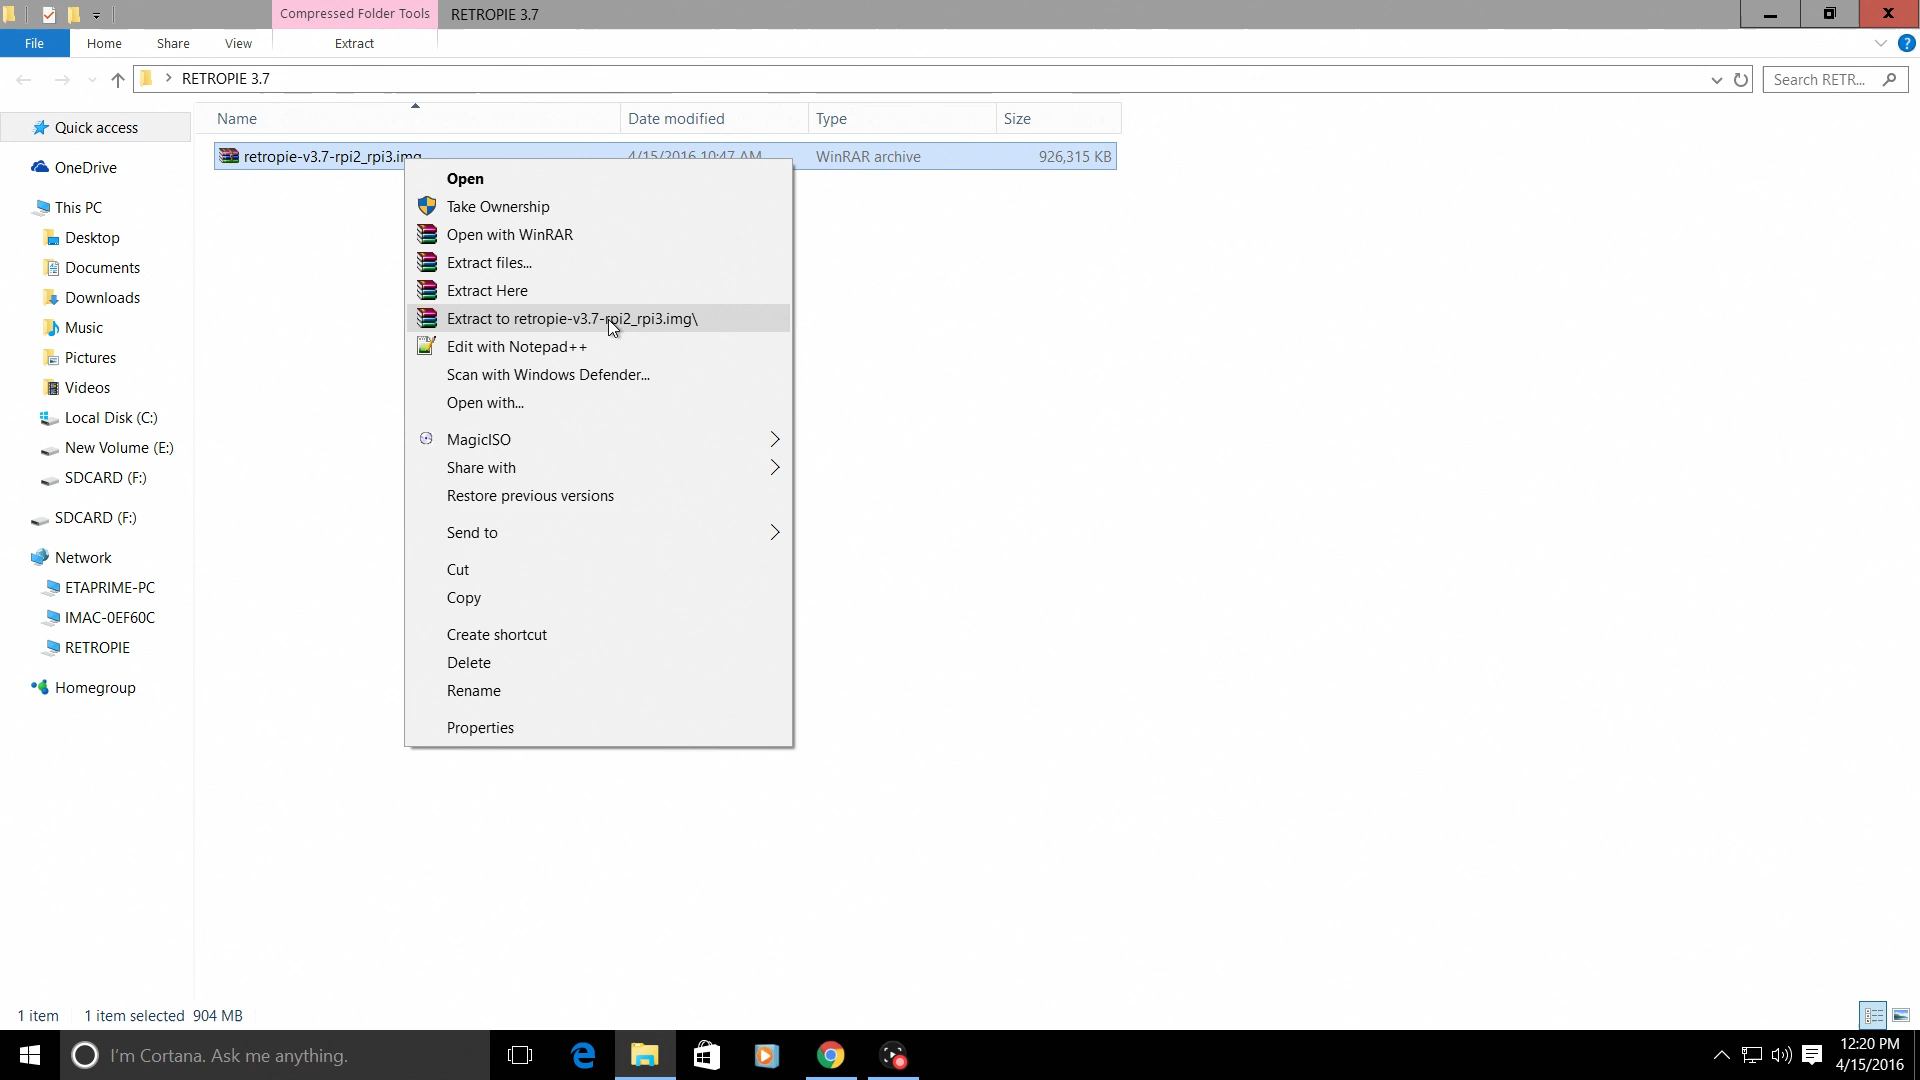 Compressed Folder Tools
RETROPIE 3.7
File
Home
Share
View
Extract
RETROPIE 3.7
Search RETR...
Name
Date modified
Type
Size
retropie-v3.7-rpi2_rpi3.img
4/15/2016 10:47 AM
WinRAR archive
926,315 KB
Quick access
OneDrive
This PC
Desktop
Documents
Downloads
Music
Pictures
Videos
Local Disk (C:)
New Volume (E:)
SDCARD (F:)
SDCARD (F:)
Network
ETAPRIME-PC
IMAC-0EF60C
RETROPIE
Homegroup
Open
Take Ownership
Open with WinRAR
Extract files...
Extract Here
Extract to retropie-v3.7-rpi2_rpi3.img\
Edit with Notepad++
Scan with Windows Defender...
Open with...
MagicISO
Share with
Restore previous versions
Send to
Cut
Copy
Create shortcut
Delete
Rename
Properties
1 item
1 item selected 904 MB
I'm Cortana. Ask me anything.
12:20 PM
4/15/2016